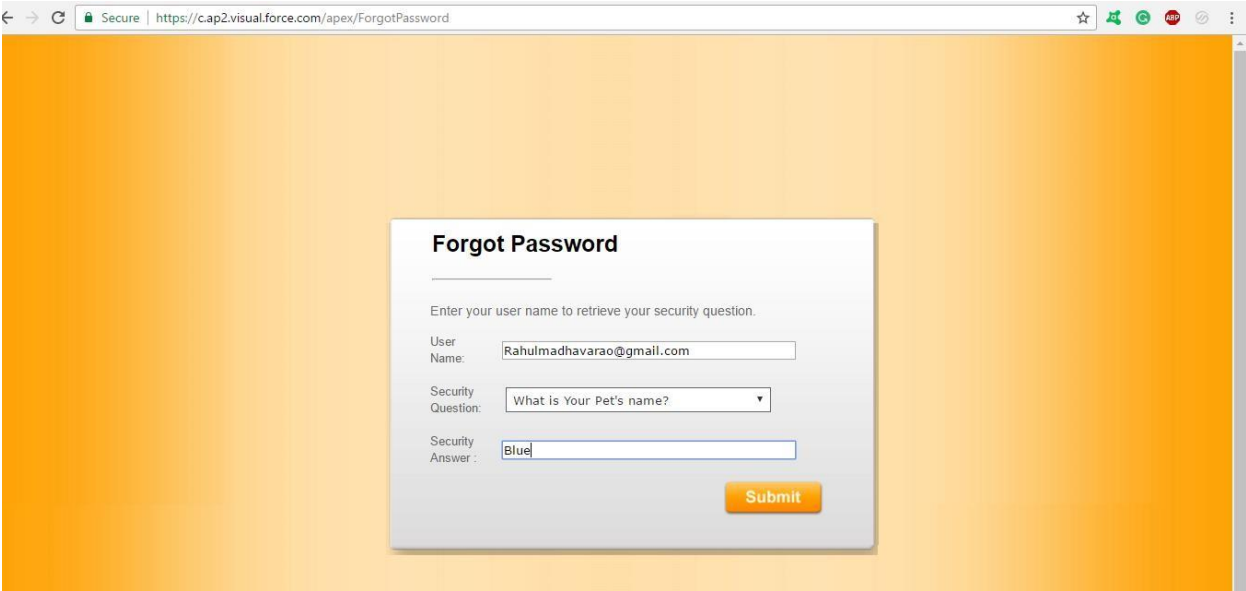 Secure | https://c.ap2.visual.force.com/apex/ForgotPassword
ABP
Forgot Password
Enter your user name to retrieve your security question.
User
Name:
Rahulmadhavarao@gmail.com
Security
Question:
What is Your Pet's name?
Security
Answer :
Blue
Submit